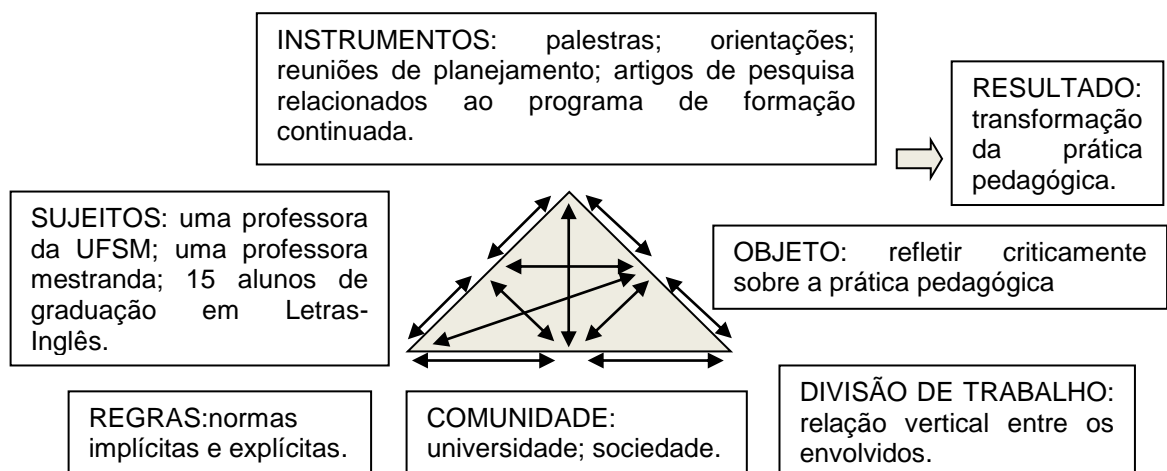 INSTRUMENTOS: palestras; orientações;
reuniões de planejamento; artigos de pesquisa
relacionados ao programa de formação
continuada.
RESULTADO:
transformação
da prática
pedagógica.
SUJEITOS: uma professora
da UFSM; uma professora
mestranda; 15 alunos de
graduação em Letras-
Inglês.
OBJETO: refletir criticamente
sobre a prática pedagógica
REGRAS:normas
implícitas e explícitas.
COMUNIDADE:
universidade; sociedade.
DIVISÃO DE TRABALHO:
relação vertical entre os
envolvidos.